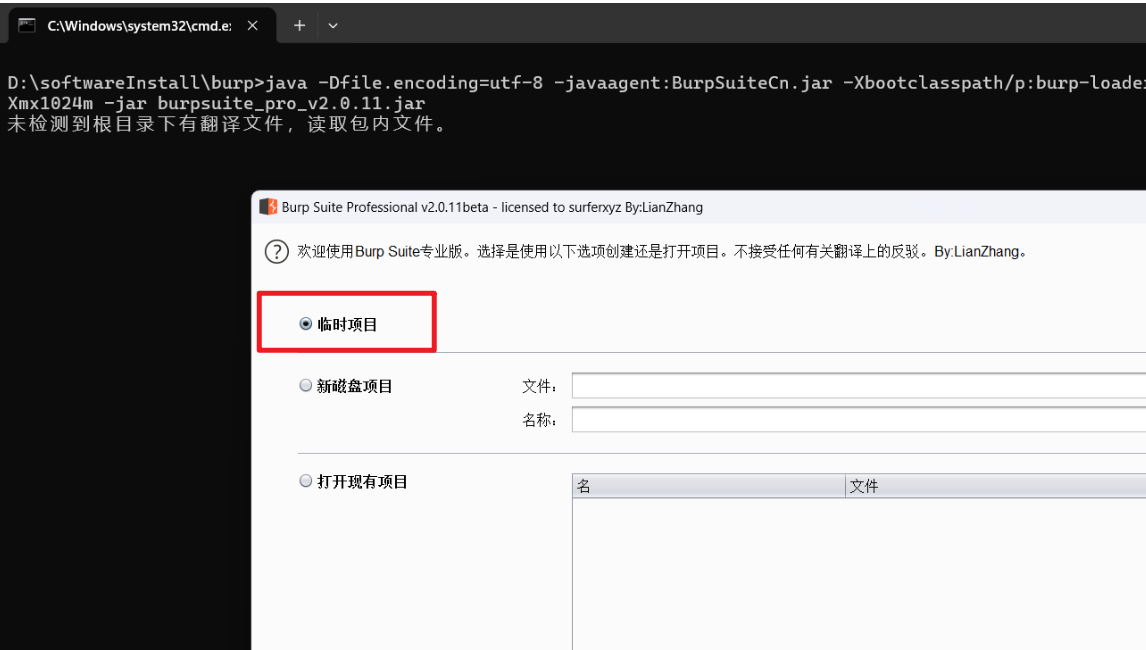 C:\Windows\system32\cmd.e
D:\softwareInstall\burp>java -Dfile.encoding=utf-8 -javaagent:BurpSuiteCn.jar -Xbootclasspath/p:burp-loade
Xmx1024m -jar burpsuite_pro_v2.0.11.jar
未检测到根目录下有翻译文件，读取包内文件。
Burp Suite Professional v2.0.11beta - licensed to surferxyz By:LianZhang
欢迎使用Burp Suite专业版。选择是使用以下选项创建还是打开项目。不接受任何有关翻译上的反驳。By:LianZhang。
临时项目
新磁盘项目 文件：
名称：
打开现有项目
名 文件